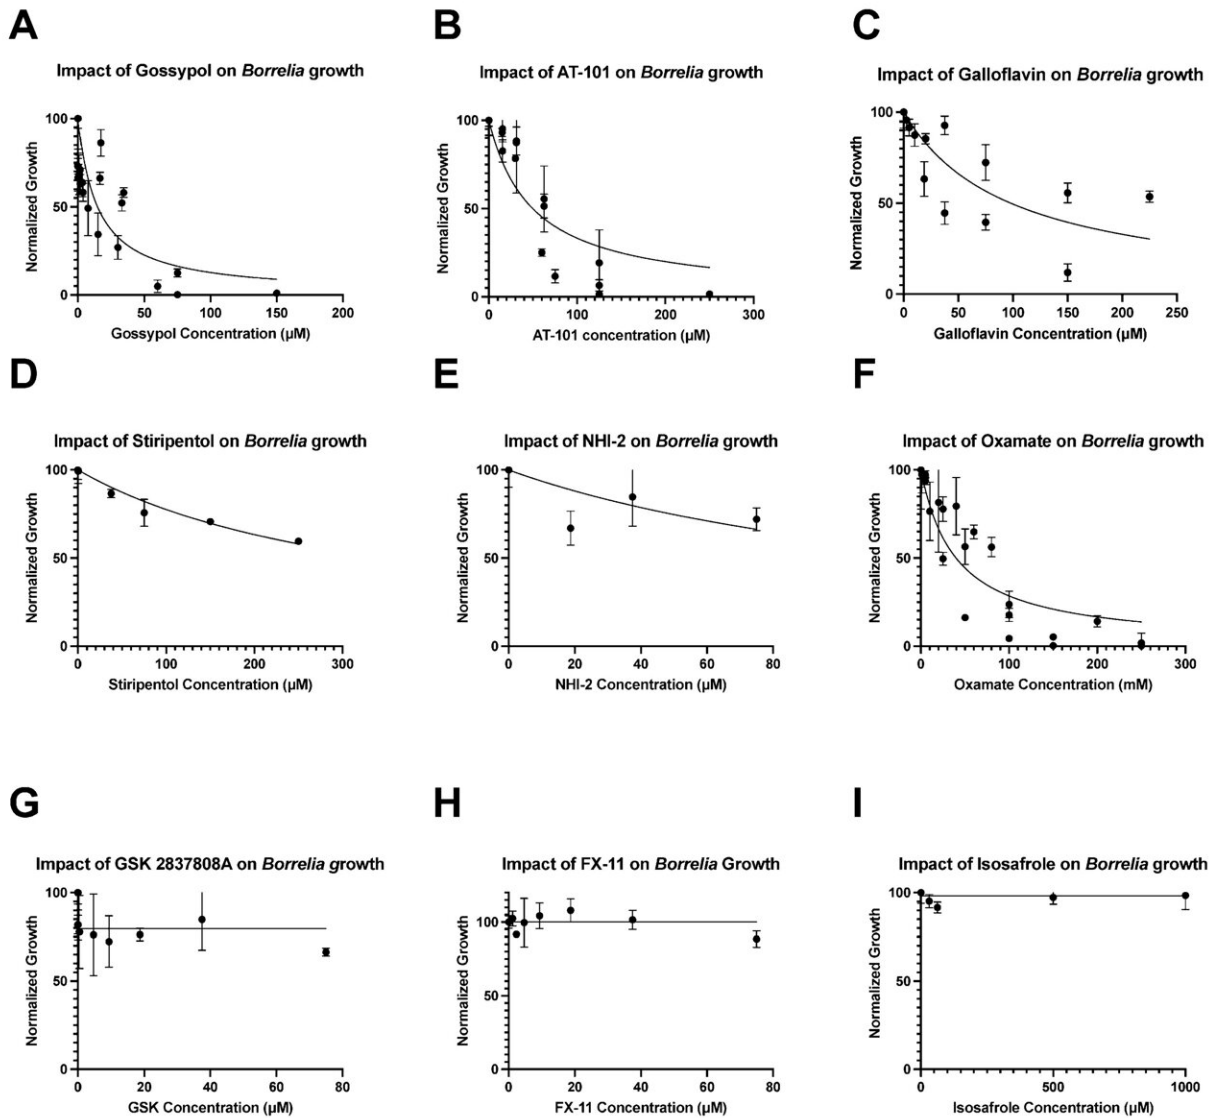 A
Impact of Gossypol on Borrelia growth
Normalized Growth
100
50
0
0 50 100 150 200
Gossypol Concentration (µM)
B
Impact of AT-101 on Borrelia growth
Normalized Growth
100
50
0
0 100 200 300
AT-101 concentration (µM)
C
Impact of Galloflavin on Borrelia growth
Normalized Growth
100
50
0
0 50 100 150 200 250
Galloflavin Concentration (µM)
D
Impact of Stiripentol on Borrelia growth
Normalized Growth
100
50
0
0 100 200 300
Stiripentol Concentration (µM)
E
Impact of NHI-2 on Borrelia growth
Normalized Growth
100
50
0
0 20 40 60 80
NHI-2 Concentration (µM)
F
Impact of Oxamate on Borrelia growth
Normalized Growth
100
50
0
0 100 200 300
Oxamate Concentration (mM)
G
Impact of GSK 2837808A on Borrelia growth
Normalized Growth
100
50
0
0 20 40 60 80
GSK Concentration (µM)
H
Impact of FX-11 on Borrelia Growth
Normalized Growth
100
50
0
0 20 40 60 80
FX-11 Concentration (µM)
I
Impact of Isosafrole on Borrelia growth
Normalized Growth
100
50
0
0 500 1000
Isosafrole Concentration (µM)